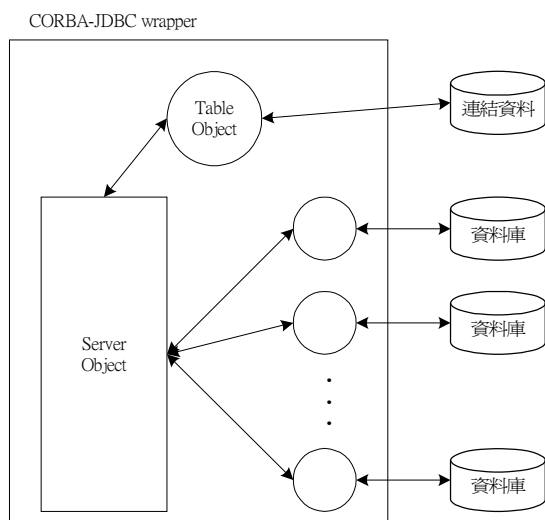 CORBA-JDBC wrapper
Table
Object
連結資料
資料庫
資料庫
Server
Object
資料庫